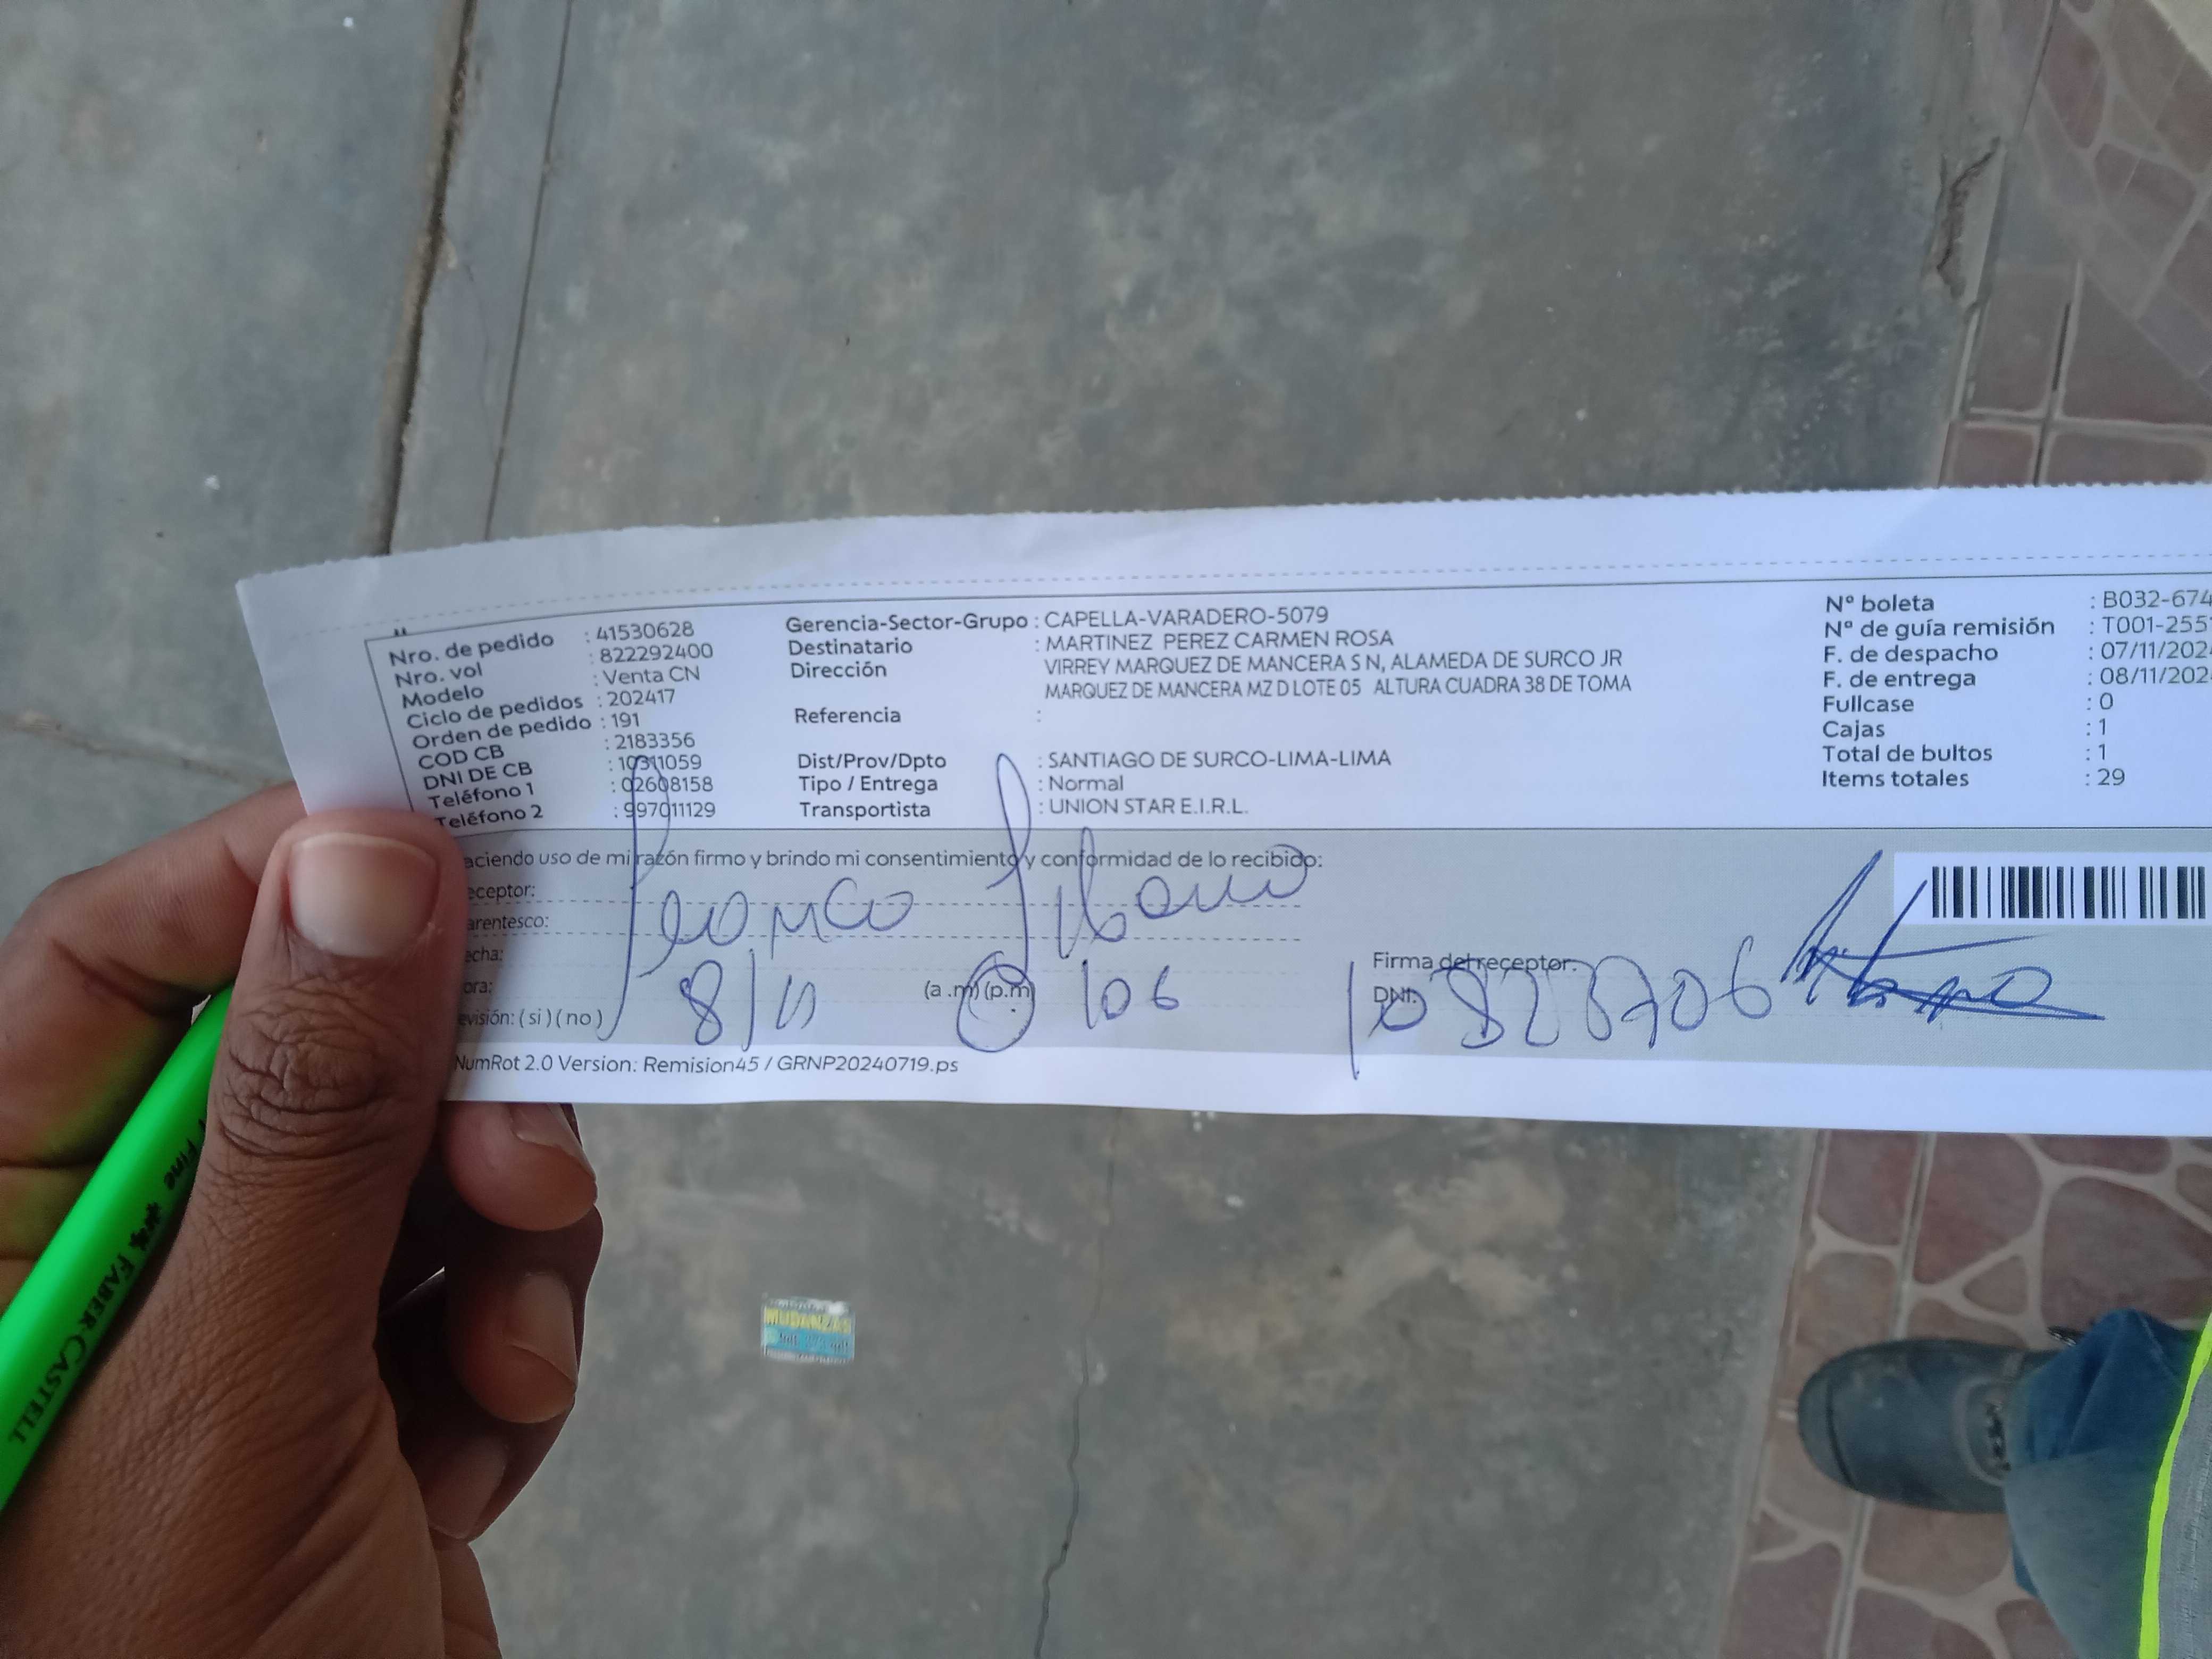 Nro. de pedido : 41530628
Nro. vol : 822292400
Modelo : Venta CN
Ciclo de pedidos : 202417
Orden de pedido : 191
COD CB : 2183356
DNI DE CB : 10311059
Teléfono 1 : 02608158
Teléfono 2 : 997011129
Gerencia-Sector-Grupo : CAPELLA-VARADERO-5079
Destinatario : MARTINEZ PEREZ CARMEN ROSA
Dirección VIRREY MARQUEZ DE MANCERA S N, ALAMEDA DE SURCO JR
MARQUEZ DE MANCERA MZ D LOTE 05 ALTURA CUADRA 38 DE TOMA
Referencia :
Dist/Prov/Dpto : SANTIAGO DE SURCO-LIMA-LIMA
Tipo / Entrega : Normal
Transportista : UNION STAR E.I.R.L.
Nº boleta : B032-674
Nº de guía remisión : T001-255
F. de despacho : 07/11/202
F. de entrega : 08/11/202
Fullcase : 0
Cajas : 1
Total de bultos : 1
Items totales : 29
aciendo uso de mi razón firmo y brindo mi consentimiento y conformidad de lo recibido:
eceptor:
arentesco:
echa:
ora: 8/11 (a .m) (p.m) 106
evisión: ( si ) ( no )
Firma del receptor:
DNI:
NumRot 2.0 Version: Remision45 / GRNP20240719.ps
Fine
FABER CASTELL
MUDANZAS